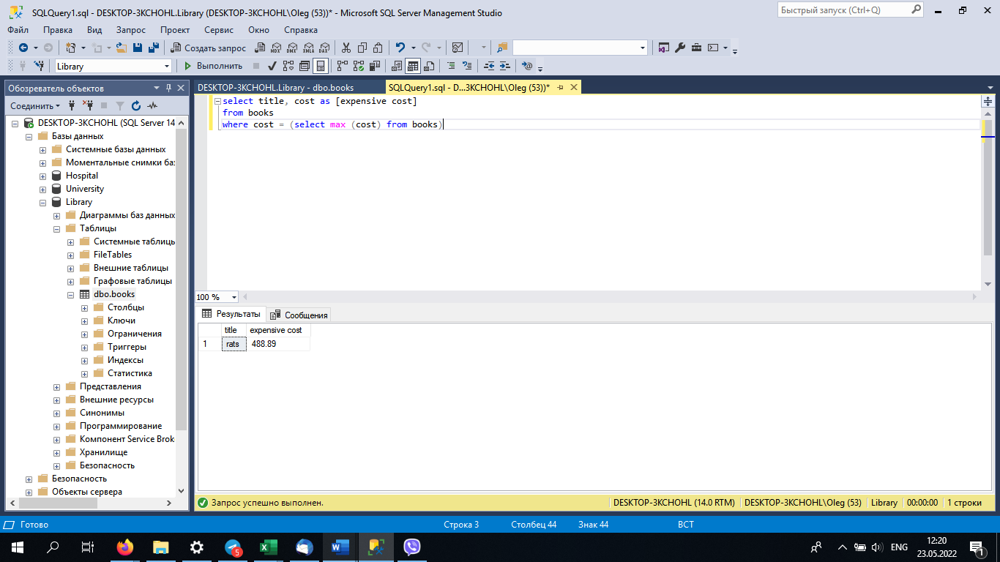 SQLQuery1.sql - DESKTOP-3KCHOHL.Library (DESKTOP-3KCHOHL\Oleg (53))* - Microsoft SQL Server Management Studio
Быстрый запуск (Ctrl+Q)
Файл Правка Вид Запрос Проект Сервис Окно Справка
Создать запрос MDX DMX XMLA DAX
Library Выполнить
Обозреватель объектов
DESKTOP-3KCHOHL.Library - dbo.books
SQLQuery1.sql - D...3KCHOHL\Oleg (53))*
Соединить
DESKTOP-3KCHOHL (SQL Server 14
Базы данных
Системные базы данных
Моментальные снимки баз
Hospital
University
Library
Диаграммы баз данных
Таблицы
Системные таблицы
FileTables
Внешние таблицы
Графовые таблицы
dbo.books
Столбцы
Ключи
Ограничения
Триггеры
Индексы
Статистика
Представления
Внешние ресурсы
Синонимы
Программирование
Компонент Service Brok
Хранилище
Безопасность
Безопасность
Объекты сервера
select title, cost as [expensive cost]
from books
where cost = (select max (cost) from books)
100 %
Результаты Сообщения
title expensive cost
1 rats 488.89
Запрос успешно выполнен.
DESKTOP-3KCHOHL (14.0 RTM) DESKTOP-3KCHOHL\Oleg (53) Library 00:00:00 1 строки
Готово Строка 3 Столбец 44 Знак 44 ВСТ
5
ENG
12:20
23.05.2022
1